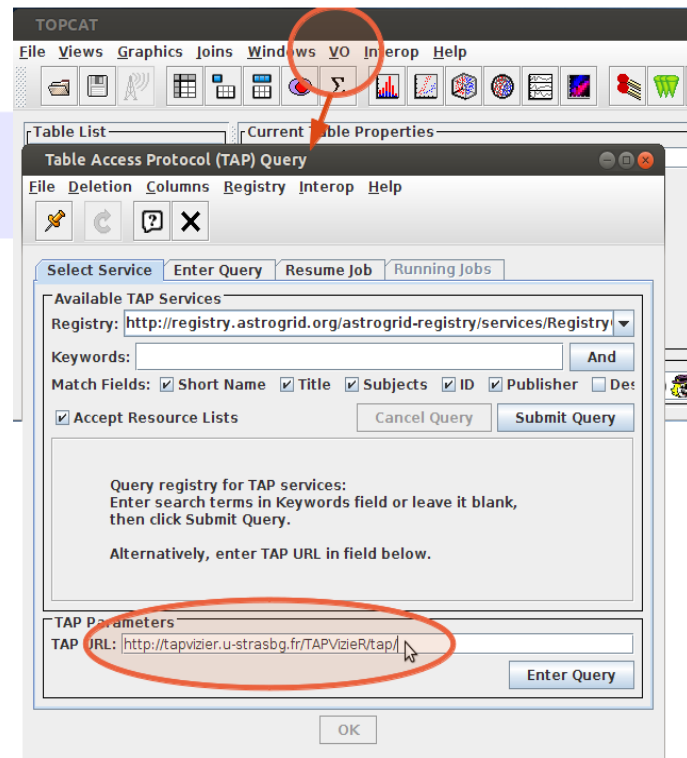 TOPCAT
File Views Graphics Joins Windows VO Interop Help
Σ
Table List
Current Table Properties
Table Access Protocol (TAP) Query
File Deletion Columns Registry Interop Help
Select Service Enter Query Resume Job Running Jobs
Available TAP Services
Registry: http://registry.astrogrid.org/astrogrid-registry/services/Registry
Keywords: And
Match Fields: Short Name Title Subjects ID Publisher Des
Accept Resource Lists Cancel Query Submit Query
Query registry for TAP services:
Enter search terms in Keywords field or leave it blank,
then click Submit Query.
Alternatively, enter TAP URL in field below.
TAP Parameters
TAP URL: http://tapvizier.u-strasbg.fr/TAPVizieR/tap/
Enter Query
OK